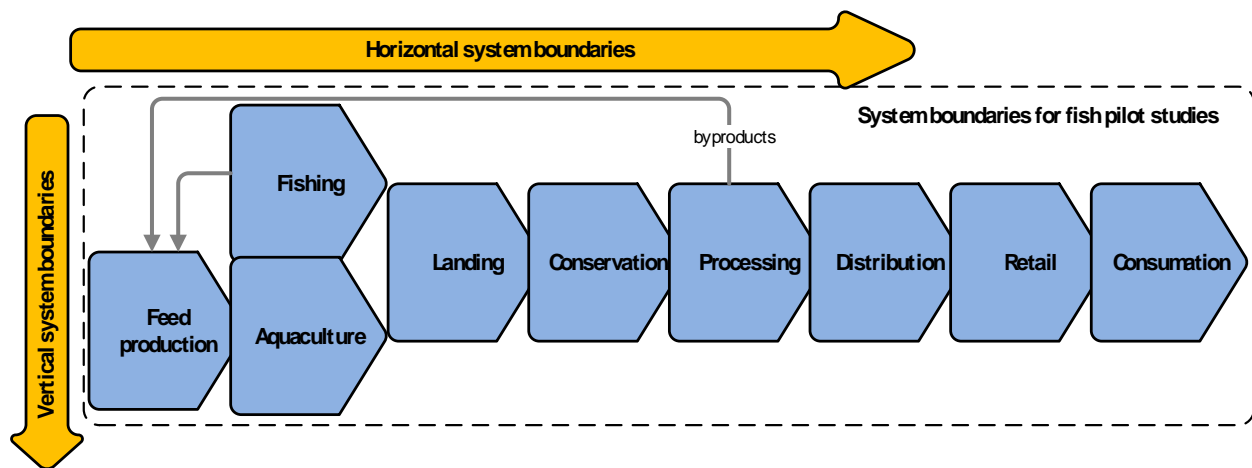 Horizontal system boundaries
System boundaries for fish pilot studies
Vertical system boundaries
byproducts
Fishing
Landing
Conservation
Processing
Distribution
Retail
Consumation
Feed
production
Aquaculture